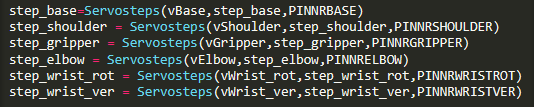 step_base=Servosteps(vBase,step_base,PINNRBASE)
step_shoulder = Servosteps(vShoulder,step_shoulder,PINNRSHOULDER)
step_gripper = Servosteps(vGripper,step_gripper,PINNRGRIPPER)
step_elbow = Servosteps(vElbow,step_elbow,PINNRELBOW)
step_wrist_rot = Servosteps(vWrist_rot,step_wrist_rot,PINNRWRISTROT)
step_wrist_ver = Servosteps(vWrist_ver,step_wrist_ver,PINNRWRISTVER)